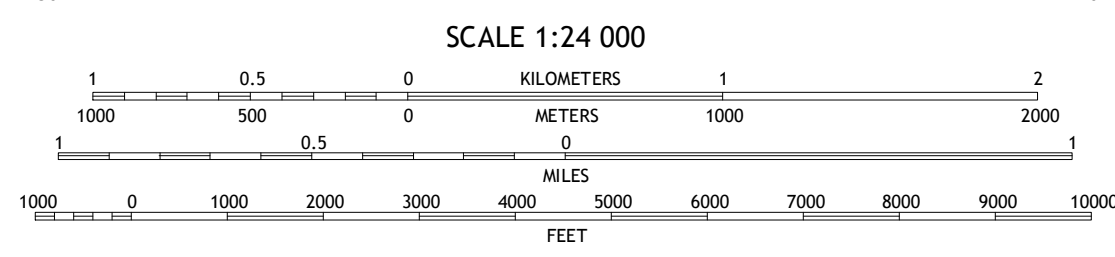 SCALE 1:24 000
1 0.5 0 KILOMETERS 1 2
1000 500 0 METERS 1000 2000
1 0.5 0 1
MILES
1000 0 1000 2000 3000 4000 5000 6000 7000 8000 9000 10000
FEET